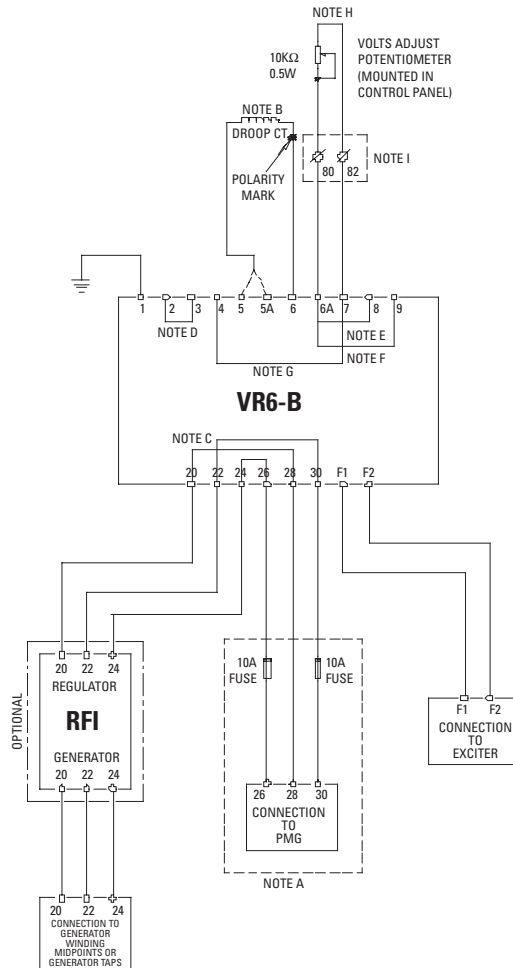 NOTE H
10KΩ
0.5W
VOLTS ADJUST
POTENTIOMETER
(MOUNTED IN
CONTROL PANEL)
NOTE B
DROOP CT
POLARITY
MARK
80 82
NOTE I
1 2 3 4 5 5A 6 6A 7 8 9
NOTE D
NOTE E
NOTE F
NOTE G
VR6-B
NOTE C
20 22 24 26 28 30 F1 F2
OPTIONAL
20 22 24
REGULATOR
RFI
GENERATOR
20 22 24
10A
FUSE
10A
FUSE
26 28 30
CONNECTION
TO
PMG
NOTE A
F1 F2
CONNECTION
TO
EXCITER
20 22 24
CONNECTION TO
GENERATOR
WINDING
MIDPOINTS OR
GENERATOR TAPS